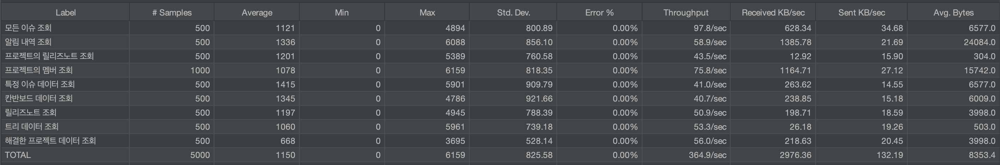 Label # Samples Average Min Max Std. Dev. Error % Throughput Received KB/sec Sent KB/sec Avg. Bytes
모든 이슈 조회 500 1121 0 4894 800.89 0.00% 97.8/sec 628.34 34.68 6577.0
알림 내역 조회 500 1336 0 6088 856.10 0.00% 58.9/sec 1385.78 21.69 24084.0
프로젝트의 릴리즈노트 조회 500 1201 0 5389 760.58 0.00% 43.5/sec 12.92 15.90 304.0
프로젝트의 멤버 조회 1000 1078 0 6159 818.35 0.00% 75.8/sec 1164.71 27.12 15742.0
특정 이슈 데이터 조회 500 1415 0 5901 909.79 0.00% 41.0/sec 263.62 14.55 6577.0
칸반보드 데이터 조회 500 1345 0 4786 921.66 0.00% 40.7/sec 238.85 15.18 6009.0
릴리즈노트 조회 500 1197 0 4945 788.39 0.00% 50.9/sec 198.71 18.59 3998.0
트리 데이터 조회 500 1060 0 5961 739.18 0.00% 53.3/sec 26.18 19.26 503.0
해결한 프로젝트 데이터 조회 500 668 0 3695 528.14 0.00% 56.0/sec 218.63 20.45 3998.0
TOTAL 5000 1150 0 6159 825.58 0.00% 364.9/sec 2976.36 132.19 8353.4